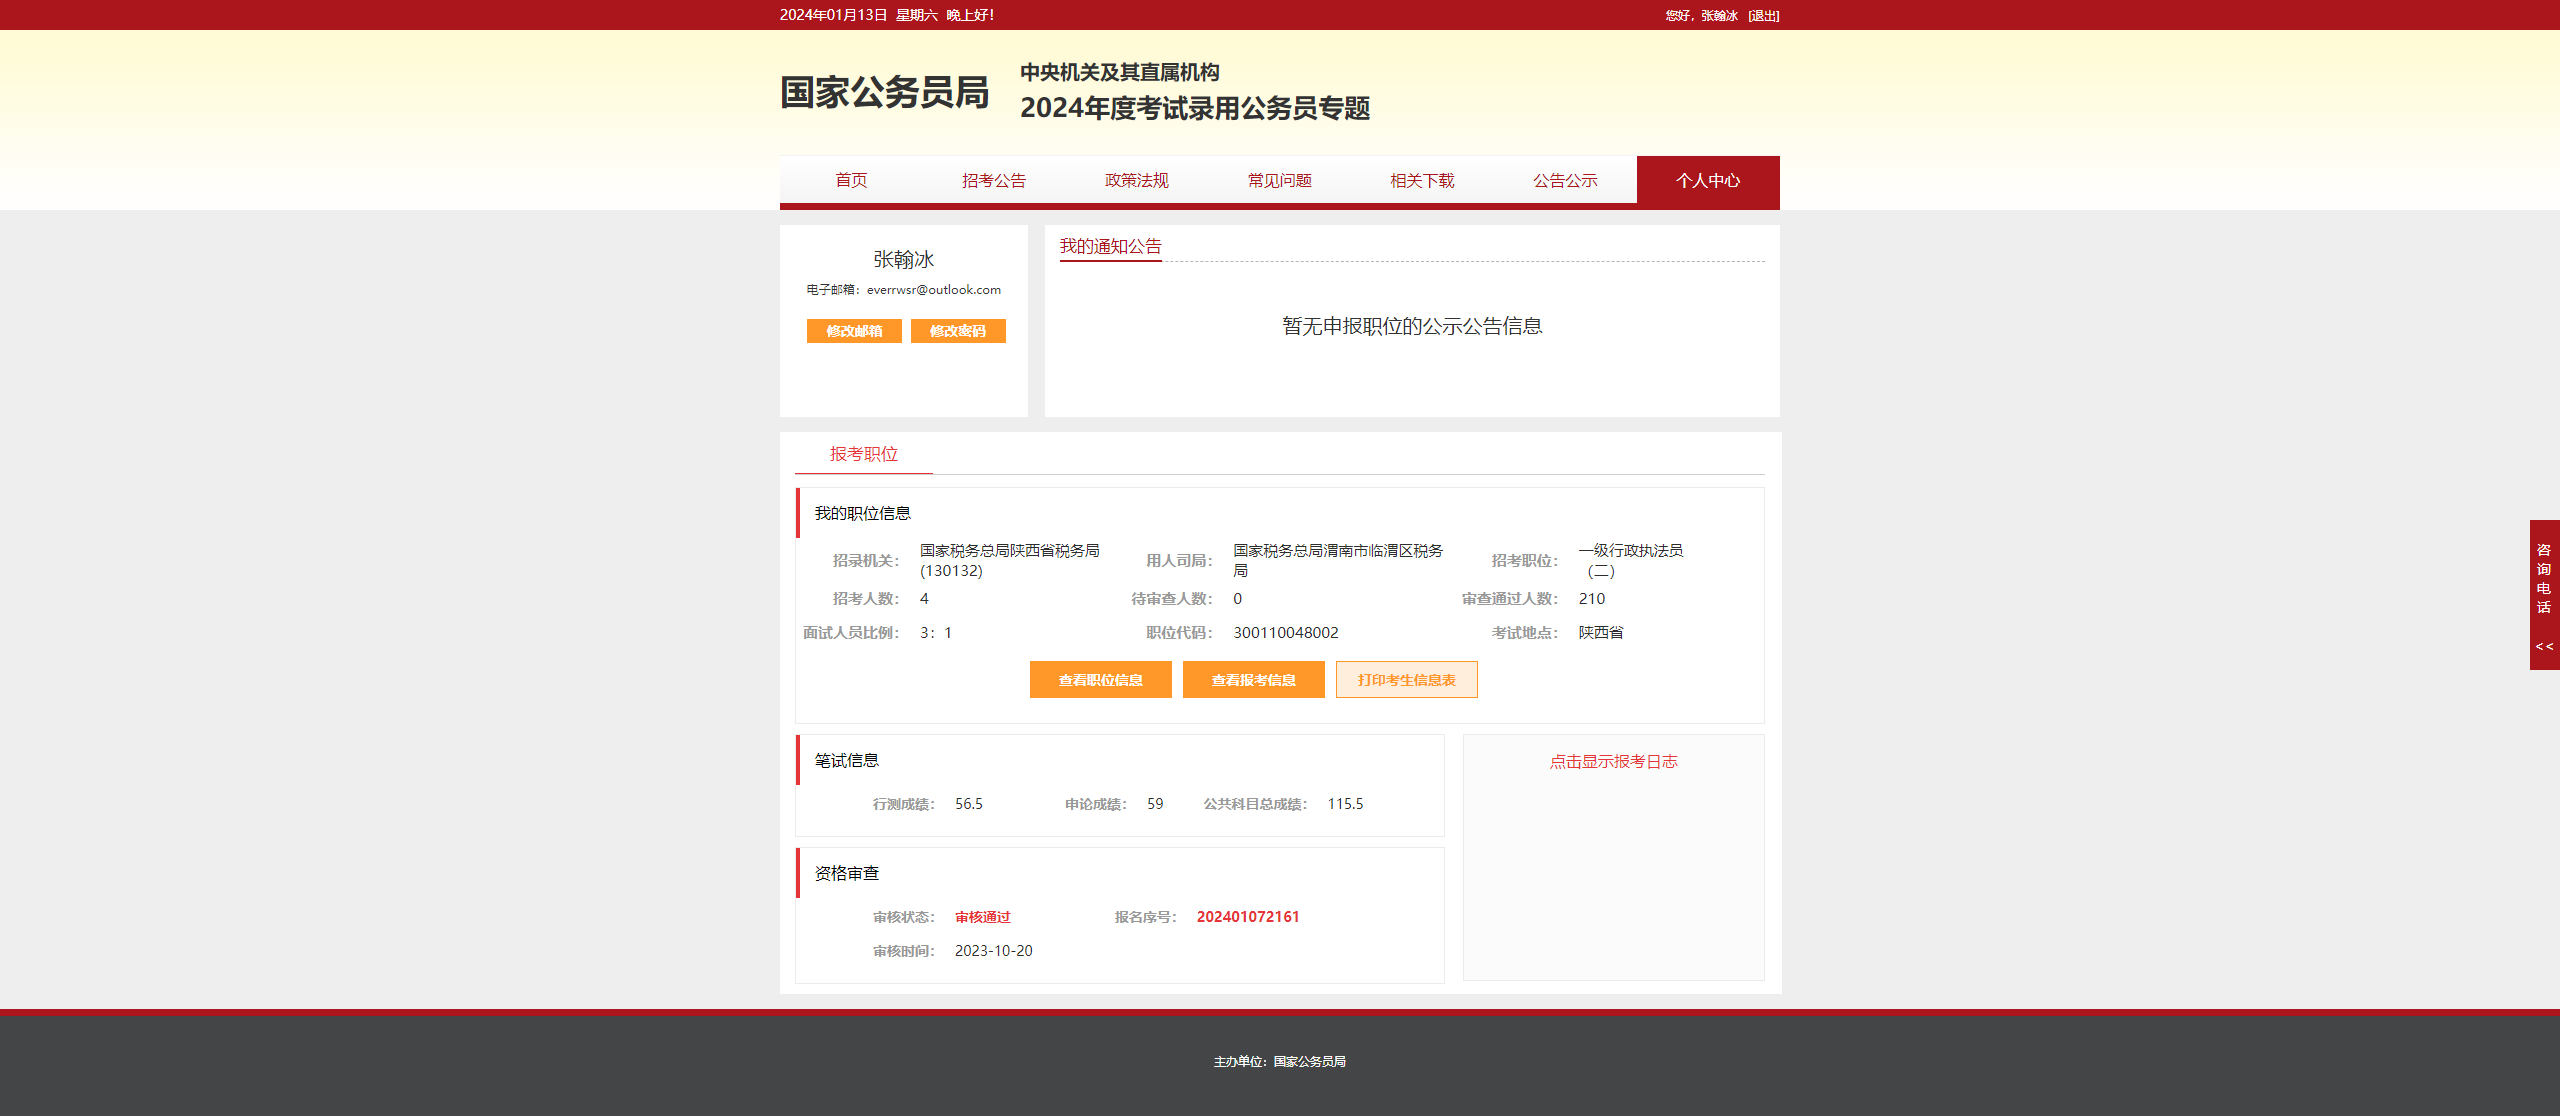 2024年01月13日 星期六 晚上好！
您好，张翰冰 [退出]
国家公务员局
中央机关及其直属机构
2024年度考试录用公务员专题
首页 招考公告 政策法规 常见问题 相关下载 公告公示 个人中心
张翰冰
电子邮箱：everrwsr@outlook.com
修改邮箱 修改密码
我的通知公告
暂无申报职位的公示公告信息
报考职位
我的职位信息
招录机关： 国家税务总局陕西省税务局
(130132)
用人司局： 国家税务总局渭南市临渭区税务
局
招考职位： 一级行政执法员
（二）
招考人数： 4 待审查人数： 0 审查通过人数： 210
面试人员比例： 3：1 职位代码： 300110048002 考试地点： 陕西省
查看职位信息 查看报考信息 打印考生信息表
笔试信息
行测成绩： 56.5 申论成绩： 59 公共科目总成绩： 115.5
点击显示报考日志
资格审查
审核状态： 审核通过 报名序号： 202401072161
审核时间： 2023-10-20
咨
询
电
话
<<
主办单位：国家公务员局